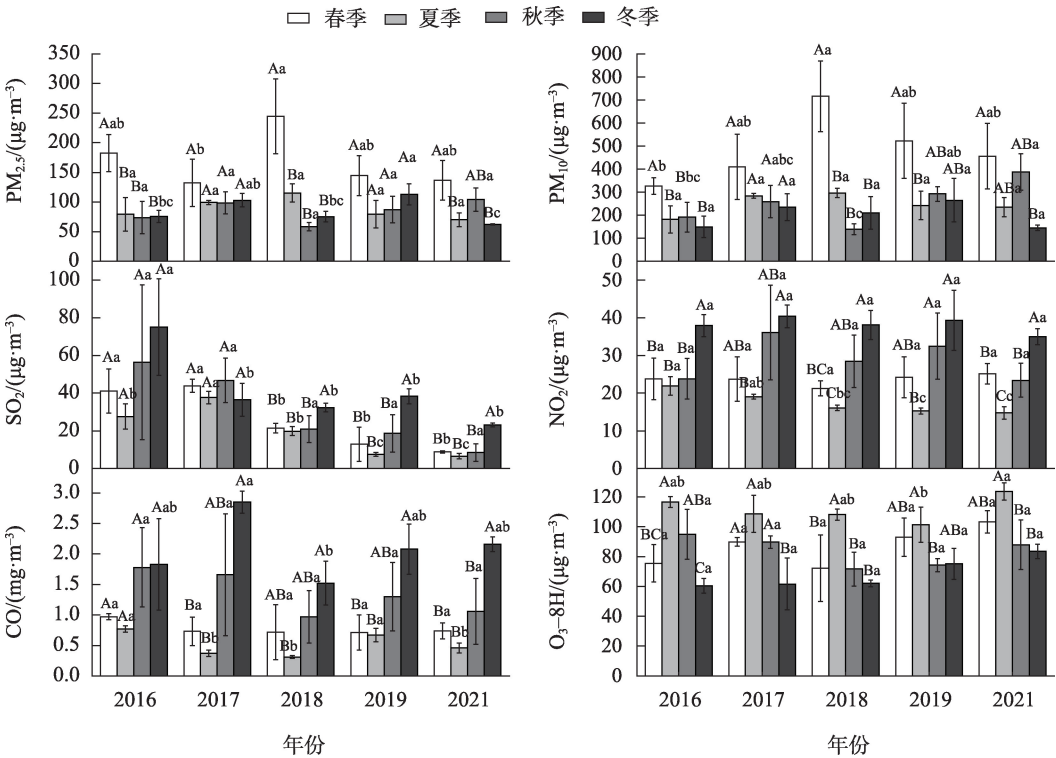 春季 夏季 秋季 冬季
PM2.5/(μg·m⁻³)
350
300
250
200
150
100
50
0
Aab Ba Ba Bbc
Ab Aa Aa Aab
Aa Ba Ba Ba
Aab Aa Aa Aa
Aab Ba ABa Bc
PM10/(μg·m⁻³)
900
800
700
600
500
400
300
200
100
0
Ab Ba Bbc Ba
Aab Aa Aabc Aa
Aa Ba Bc Ba
Aab Ba ABab ABa
Aab ABa ABa Ba
SO2/(μg·m⁻³)
100
80
60
40
20
0
Aa Ab Aa Aa
Aa Aa Aa Ab
Bb Bb Ba Ab
Bb Bc Ba Ab
Bb Bc Ba Ab
NO2/(μg·m⁻³)
50
40
30
20
10
0
Ba Ba Ba Aa
Ba Bab ABa Aa
BCa Cbc ABa Aa
ABa Bc Aa Aa
Ba Cc Ba Aa
CO/(mg·m⁻³)
3.0
2.5
2.0
1.5
1.0
0.5
0.0
Aa Aa Aa Aab
Ba Bb ABa Aa
ABa Bb ABa Ab
Ba Ba ABa Aab
Ba Bb Ba Aab
2016 2017 2018 2019 2021
年份
O3−8H/(μg·m⁻³)
120
100
80
60
40
20
0
BCa Aab ABa Ca
Aa Aa Aa Ba
Ba Aab Ba Ba
ABa Ab Ba ABa
ABa Aa Ba Ba
2016 2017 2018 2019 2021
年份